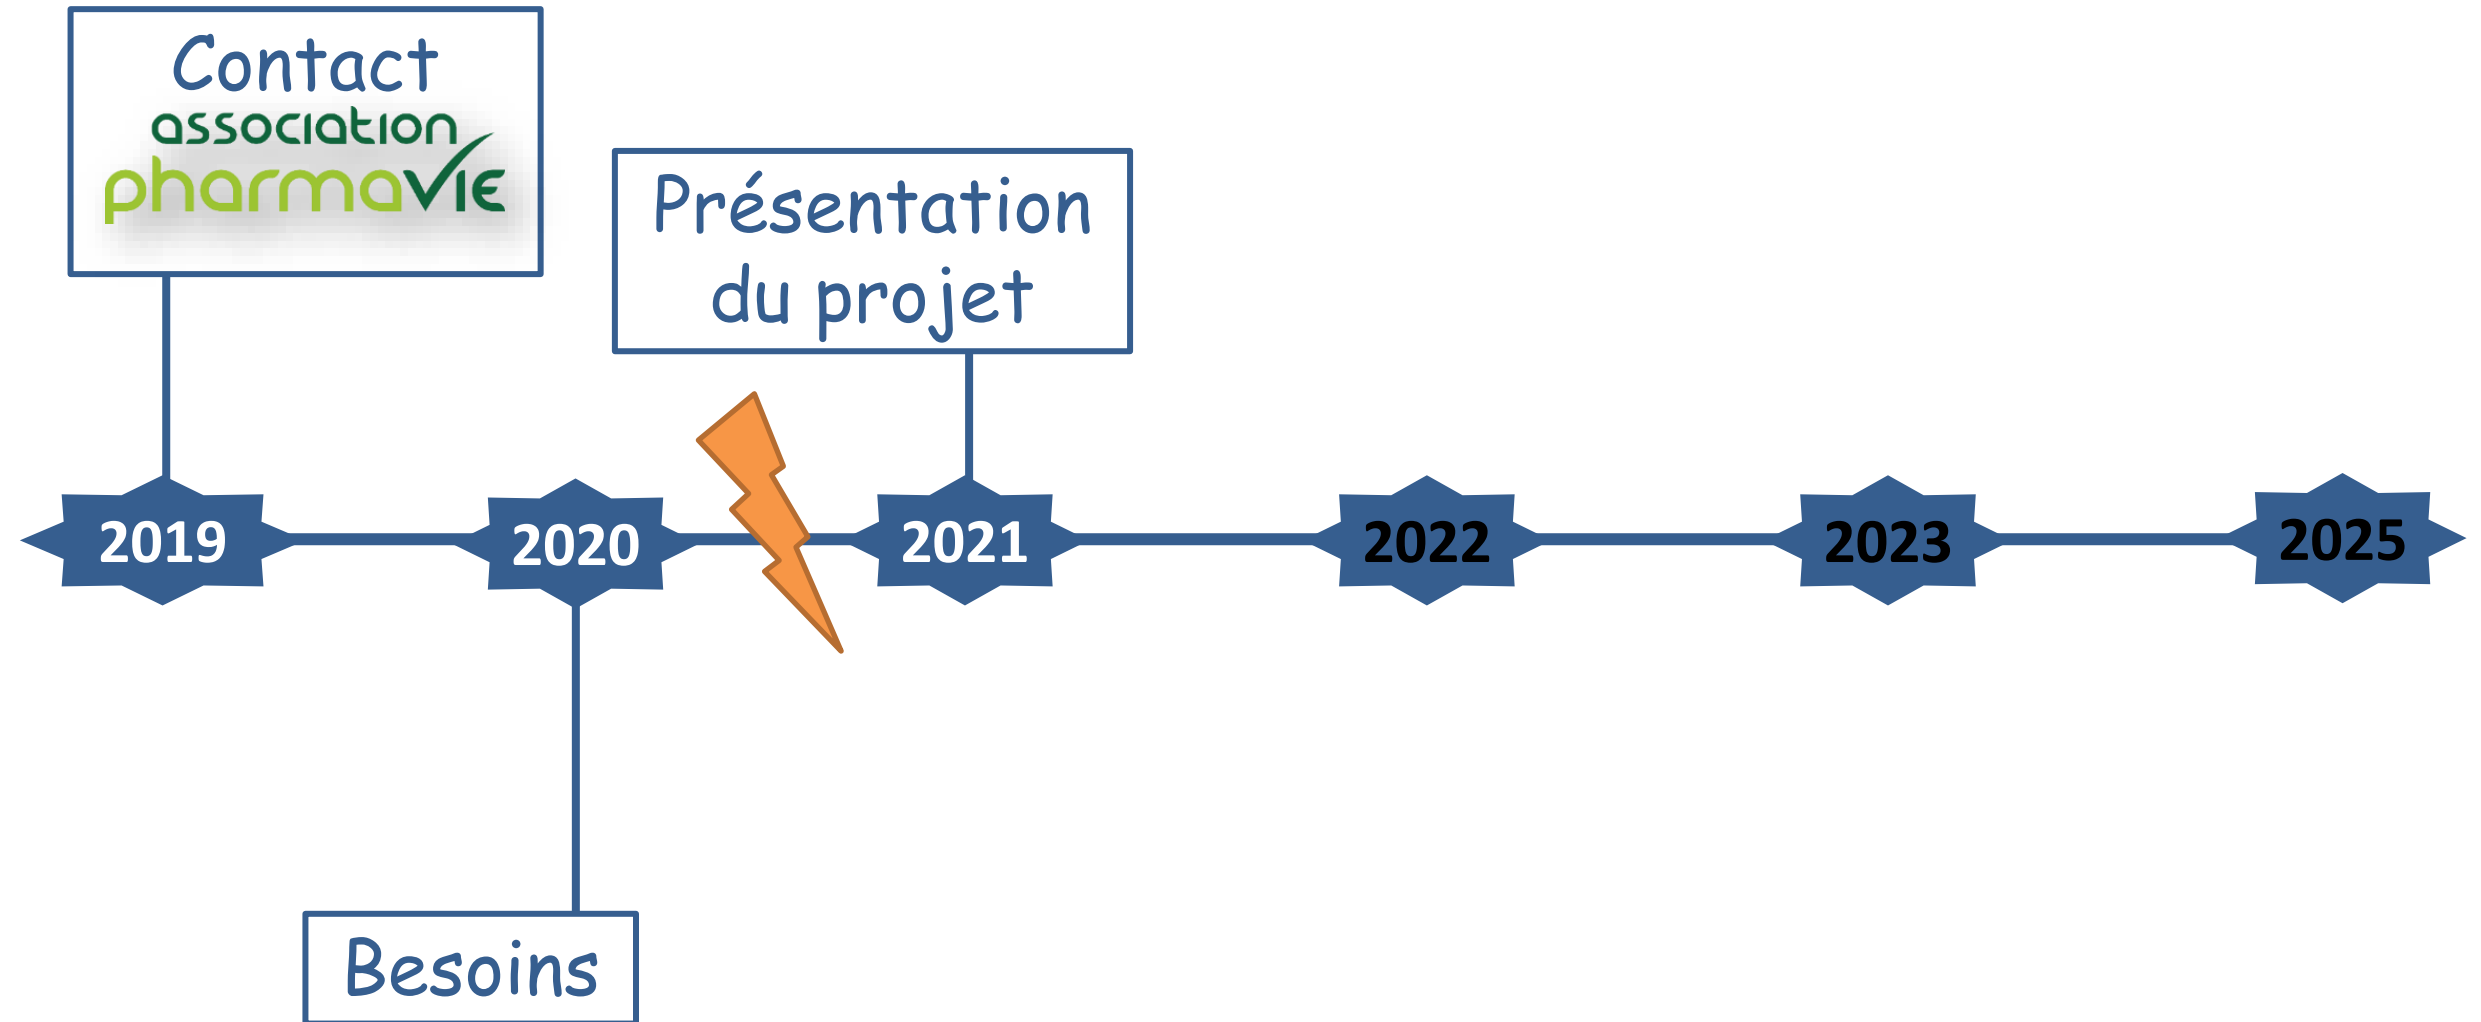 Contact
association
pharmavie
Présentation
du projet
2019
2020
2021
2022
2023
2025
Besoins